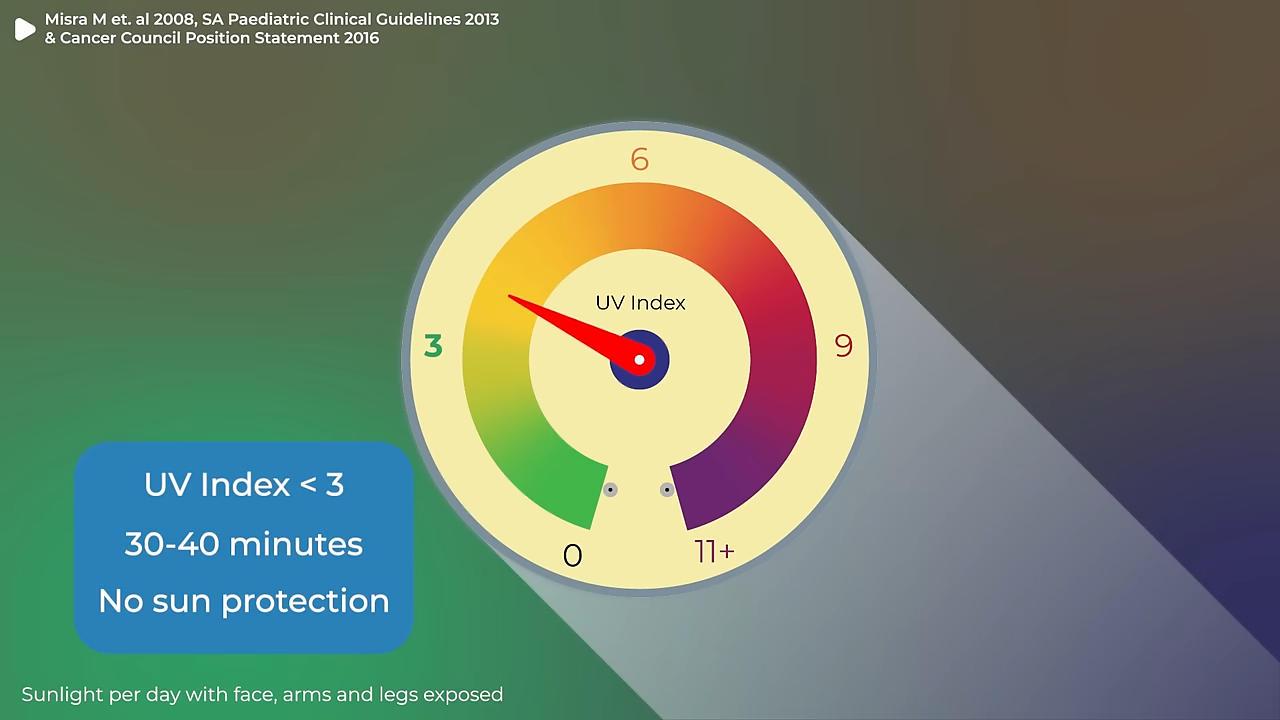 Misra M et. al 2008, SA Paediatric Clinical Guidelines 2013
& Cancer Council Position Statement 2016
6
UV Index
3
9
0
11+
UV Index < 3
30-40 minutes
No sun protection
Sunlight per day with face, arms and legs exposed